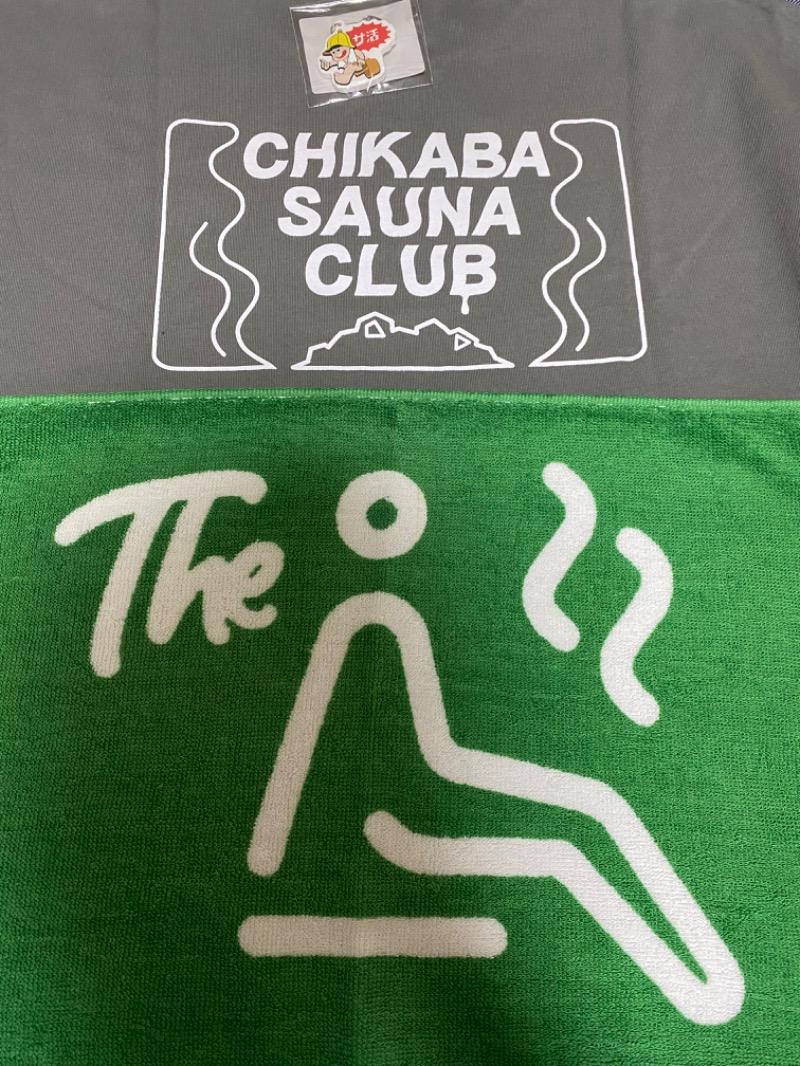 サ活
CHIKABA
SAUNA
CLUB
The